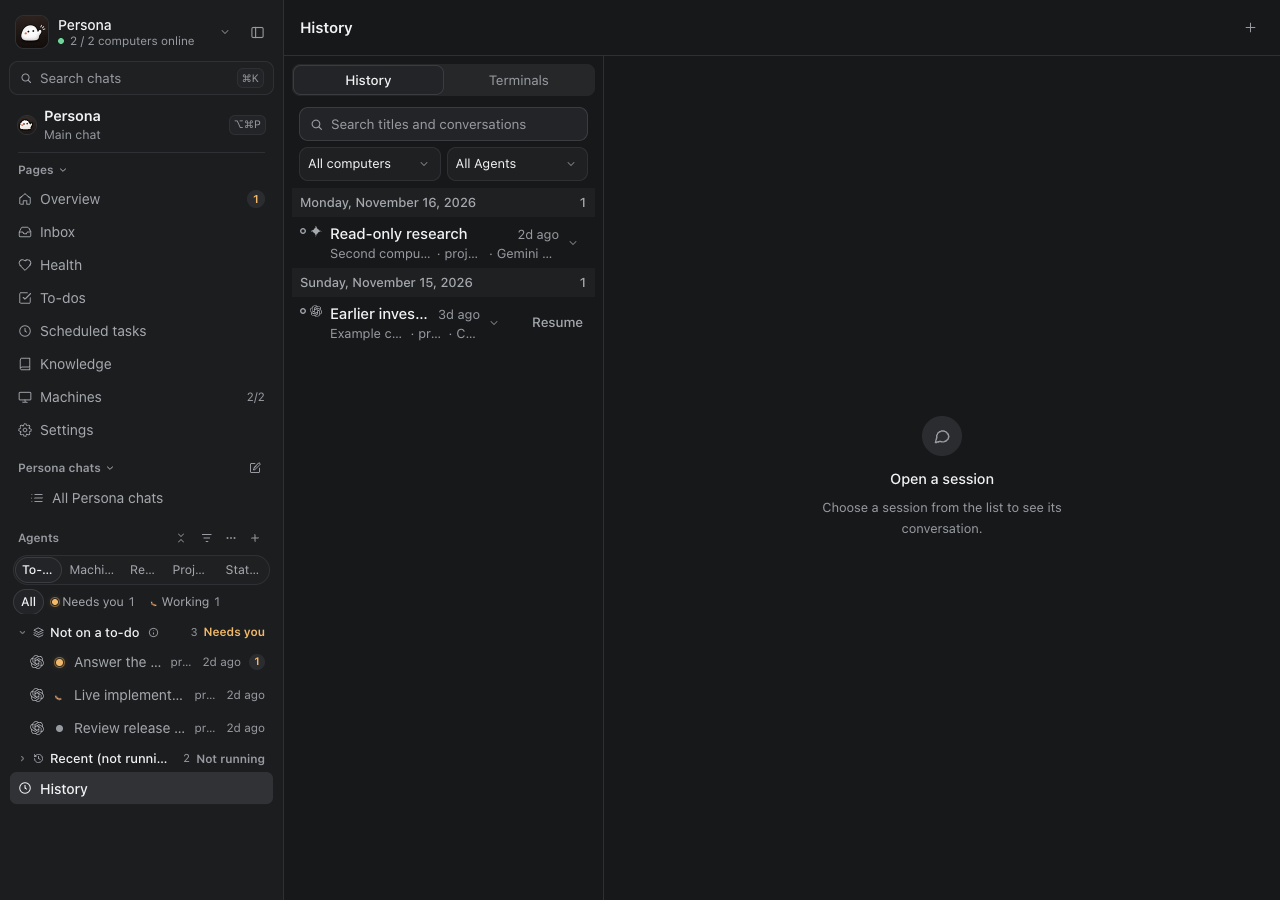 Persona
2 / 2 computers online
Search chats
⌘K
Persona
Main chat
⌥⌘P
Pages
Overview
1
Inbox
Health
To-dos
Scheduled tasks
Knowledge
Machines
2/2
Settings
Persona chats
All Persona chats
Agents
To-... Machi... Re... Proj... Stat...
All Needs you 1 Working 1
Not on a to-do 3 Needs you
Answer the ... pr... 2d ago 1
Live implement... pr... 2d ago
Review release ... pr... 2d ago
Recent (not runni... 2 Not running
History
History
History Terminals
Search titles and conversations
All computers All Agents
Monday, November 16, 2026 1
Read-only research 2d ago
Second compu... · proj... · Gemini ...
Sunday, November 15, 2026 1
Earlier inves... 3d ago
Example c... · pr... · C...
Resume
Open a session
Choose a session from the list to see its
conversation.